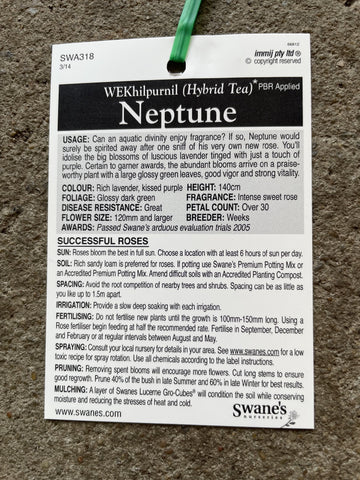 SWA318
3/14
06812
immij pty ltd ®
© copyright reserved
WEKhilpurnil (Hybrid Tea)* PBR Applied
Neptune
USAGE: Can an aquatic divinity enjoy fragrance? If so, Neptune would
surely be spirited away after one sniff of his very own new rose. You'll
idolise the big blossoms of luscious lavender tinged with just a touch of
purple. Certain to garner awards, the abundant blooms arrive on a praise-
worthy plant with a large glossy green leaves, good vigor and strong vitality.
COLOUR: Rich lavender, kissed purple HEIGHT: 140cm
FOLIAGE: Glossy dark green FRAGRANCE: Intense sweet rose
DISEASE RESISTANCE: Great PETAL COUNT: Over 30
FLOWER SIZE: 120mm and larger BREEDER: Weeks
AWARDS: Passed Swane's arduous evaluation trials 2005
SUCCESSFUL ROSES
SUN: Roses bloom the best in full sun. Choose a location with at least 6 hours of sun per day.
SOIL: Rich sandy loam is preferred for roses. If potting use Swane's Premium Potting Mix or
an Accredited Premium Potting Mix. Amend difficult soils with an Accredited Planting Compost.
SPACING: Avoid the root competition of nearby trees and shrubs. Spacing can be as little as
you like up to 1.5m apart.
IRRIGATION: Provide a slow deep soaking with each irrigation.
FERTILISING: Do not fertilise new plants until the growth is 100mm-150mm long. Using a
Rose fertiliser begin feeding at half the recommended rate. Fertilise in September, December
and February or at regular intervals between August and May.
SPRAYING: Consult your local nursery for details in your area. See www.swanes.com for a low
toxic recipe for spray rotation. Use all chemicals according to the label instructions.
PRUNING: Removing spent blooms will encourage more flowers. Cut long stems to ensure
good regrowth. Prune 40% of the bush in late Summer and 60% in late Winter for best results.
MULCHING: A layer of Swanes Lucerne Gro-Cubes® will condition the soil while conserving
moisture and reducing the stresses of heat and cold.
www.swanes.com
Swane's
nurseries